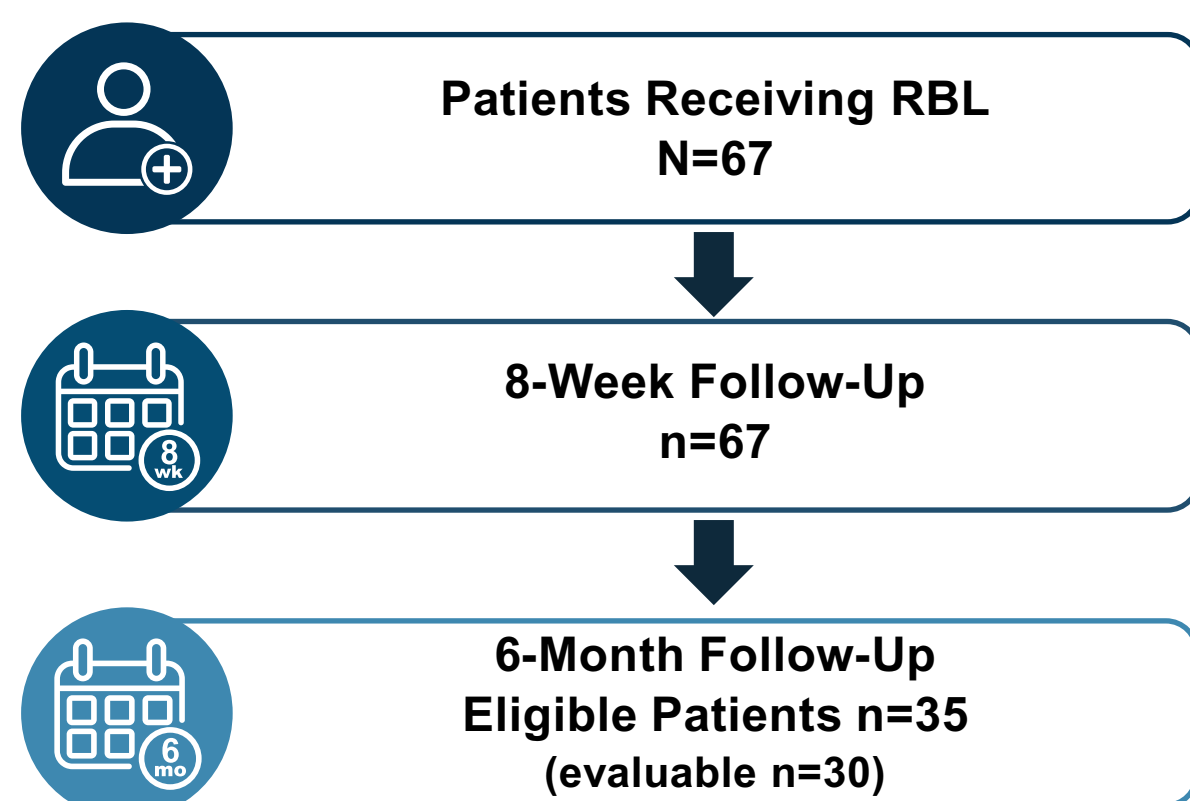 Patients Receiving RBL
N=67
8-Week Follow-Up
n=67
8
wk
6-Month Follow-Up
Eligible Patients n=35
(evaluable n=30)
6
mo